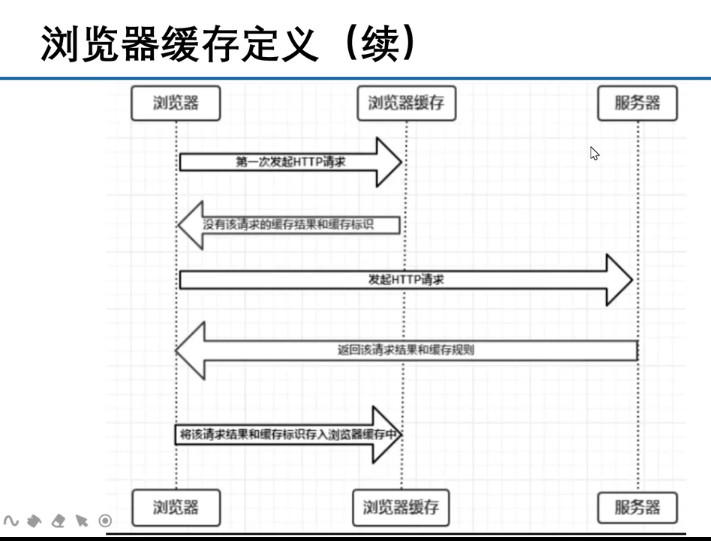 浏览器缓存定义（续）
浏览器
浏览器缓存
服务器
第一次发起HTTP请求
没有该请求的缓存结果和缓存标识
发起HTTP请求
返回该请求结果和缓存规则
将该请求结果和缓存标识存入浏览器缓存中
浏览器
浏览器缓存
服务器